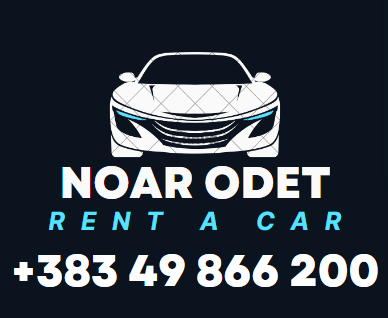 NOAR ODET
RENT A CAR
+383 49 866 200